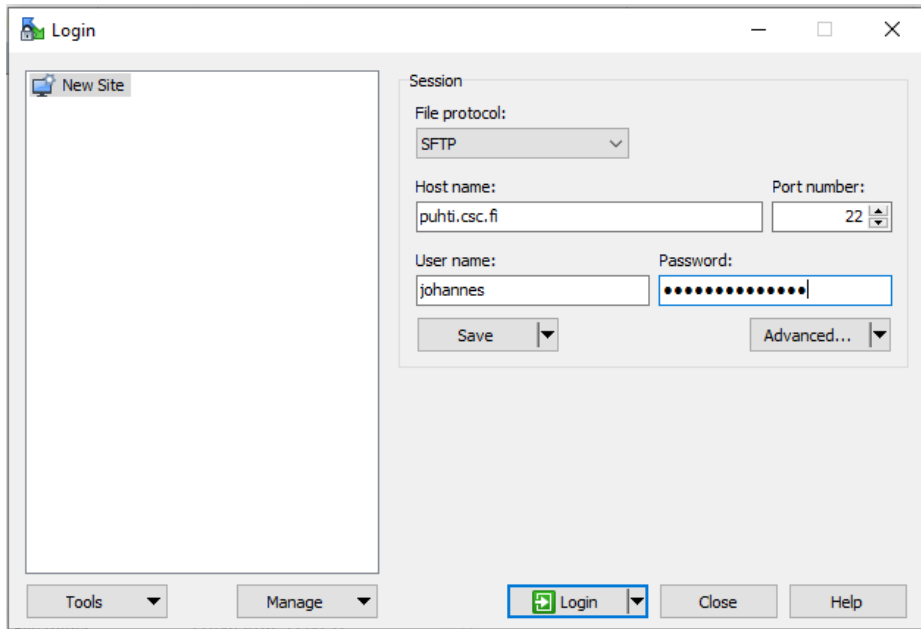 Login
New Site
Session
File protocol:
SFTP
Host name:
Port number:
puhti.csc.fi
22
User name:
Password:
johannes
••••••••••••••
Save
Advanced...
Tools
Manage
Login
Close
Help